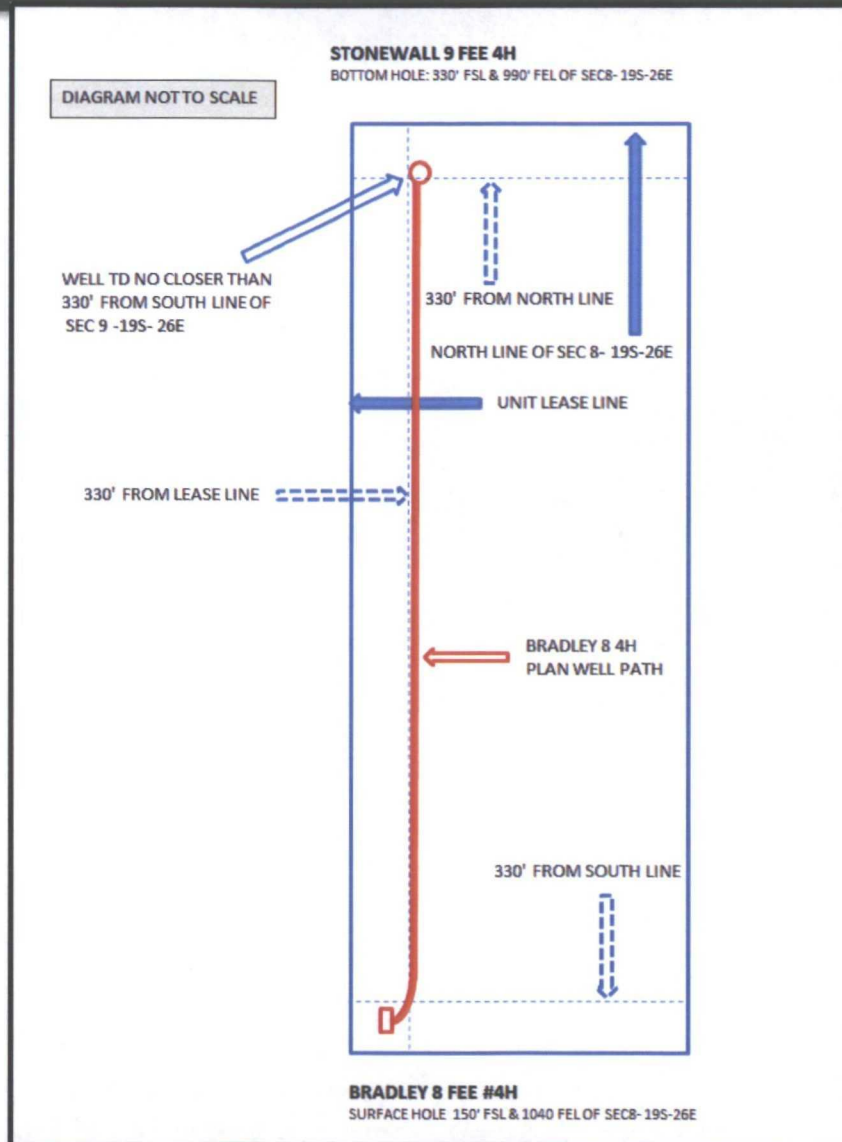 STONEWALL 9 FEE 4H
BOTTOM HOLE: 330' FSL & 990' FEL OF SEC8- 19S-26E
DIAGRAM NOT TO SCALE
WELL TD NO CLOSER THAN
330' FROM SOUTH LINE OF
SEC 9 -19S- 26E
330' FROM NORTH LINE
NORTH LINE OF SEC 8- 19S-26E
UNIT LEASE LINE
330' FROM LEASE LINE
BRADLEY 8 4H
PLAN WELL PATH
330' FROM SOUTH LINE
BRADLEY 8 FEE #4H
SURFACE HOLE 150' FSL & 1040 FEL OF SEC8- 19S-26E